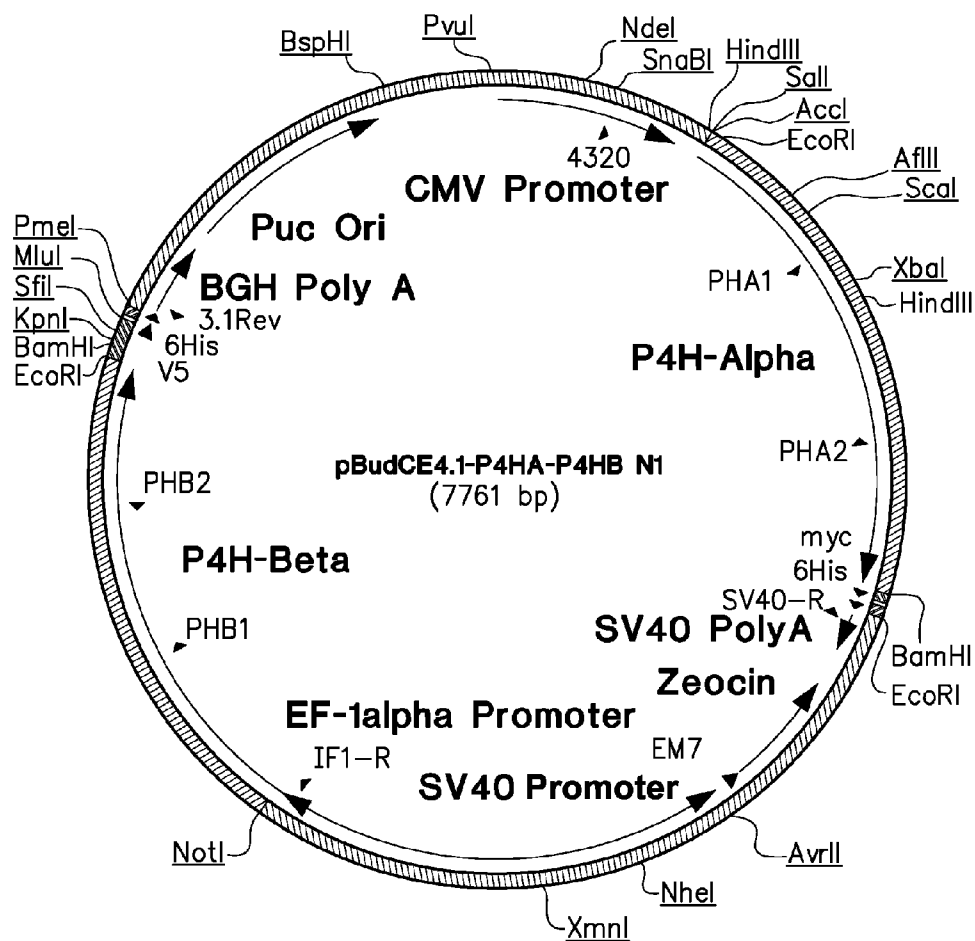 PvuI
BspHI
NdeI
SnaBI
HindIII
SalI
AccI
EcoRI
4320
CMV Promoter
AflII
ScaI
Puc Ori
PmeI
MluI
SfiI
KpnI
BamHI
EcoRI
BGH Poly A
3.1Rev
6His
V5
PHA1
XbaI
HindIII
P4H-Alpha
pBudCE4.1-P4HA-P4HB N1
(7761 bp)
PHA2
PHB2
P4H-Beta
myc
6His
SV40-R
SV40 PolyA
BamHI
EcoRI
PHB1
Zeocin
EF-1alpha Promoter
IF1-R
EM7
SV40 Promoter
NotI
AvrII
NheI
XmnI